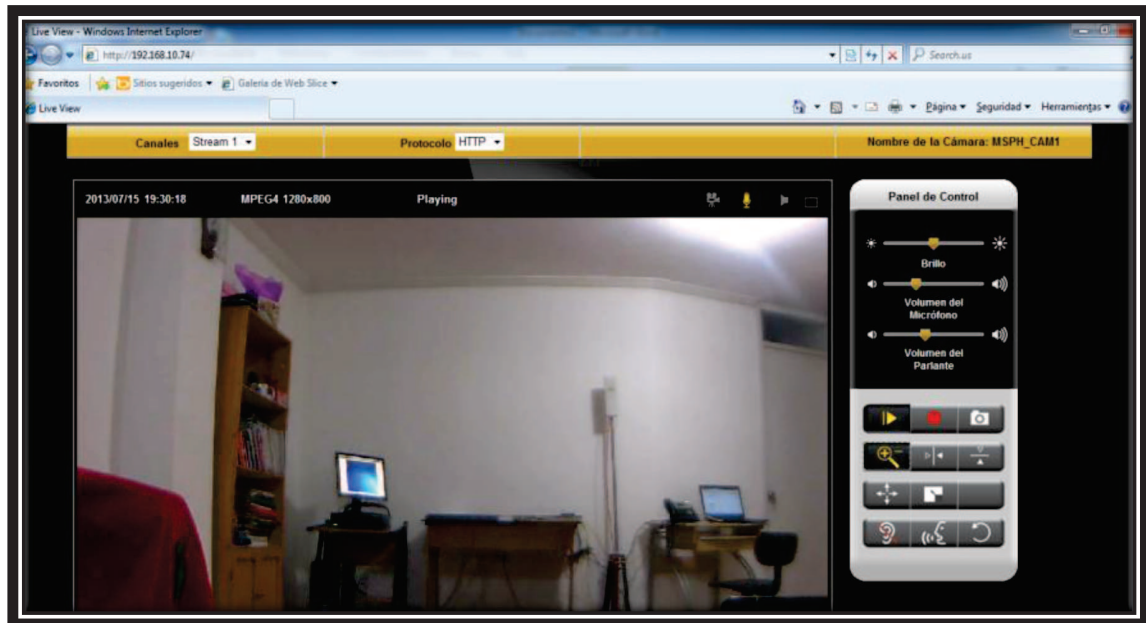 Live View - Windows Internet Explorer
http://192.168.10.74/
Search.us
Favoritos Sitios sugeridos Galería de Web Slice
Live View Página Seguridad Herramientas
Canales Stream 1 Protocolo HTTP Nombre de la Cámara: MSPH_CAM1
2013/07/15 19:30:18 MPEG4 1280x800 Playing
Panel de Control
Brillo
Volumen del
Micrófono
Volumen del
Parlante